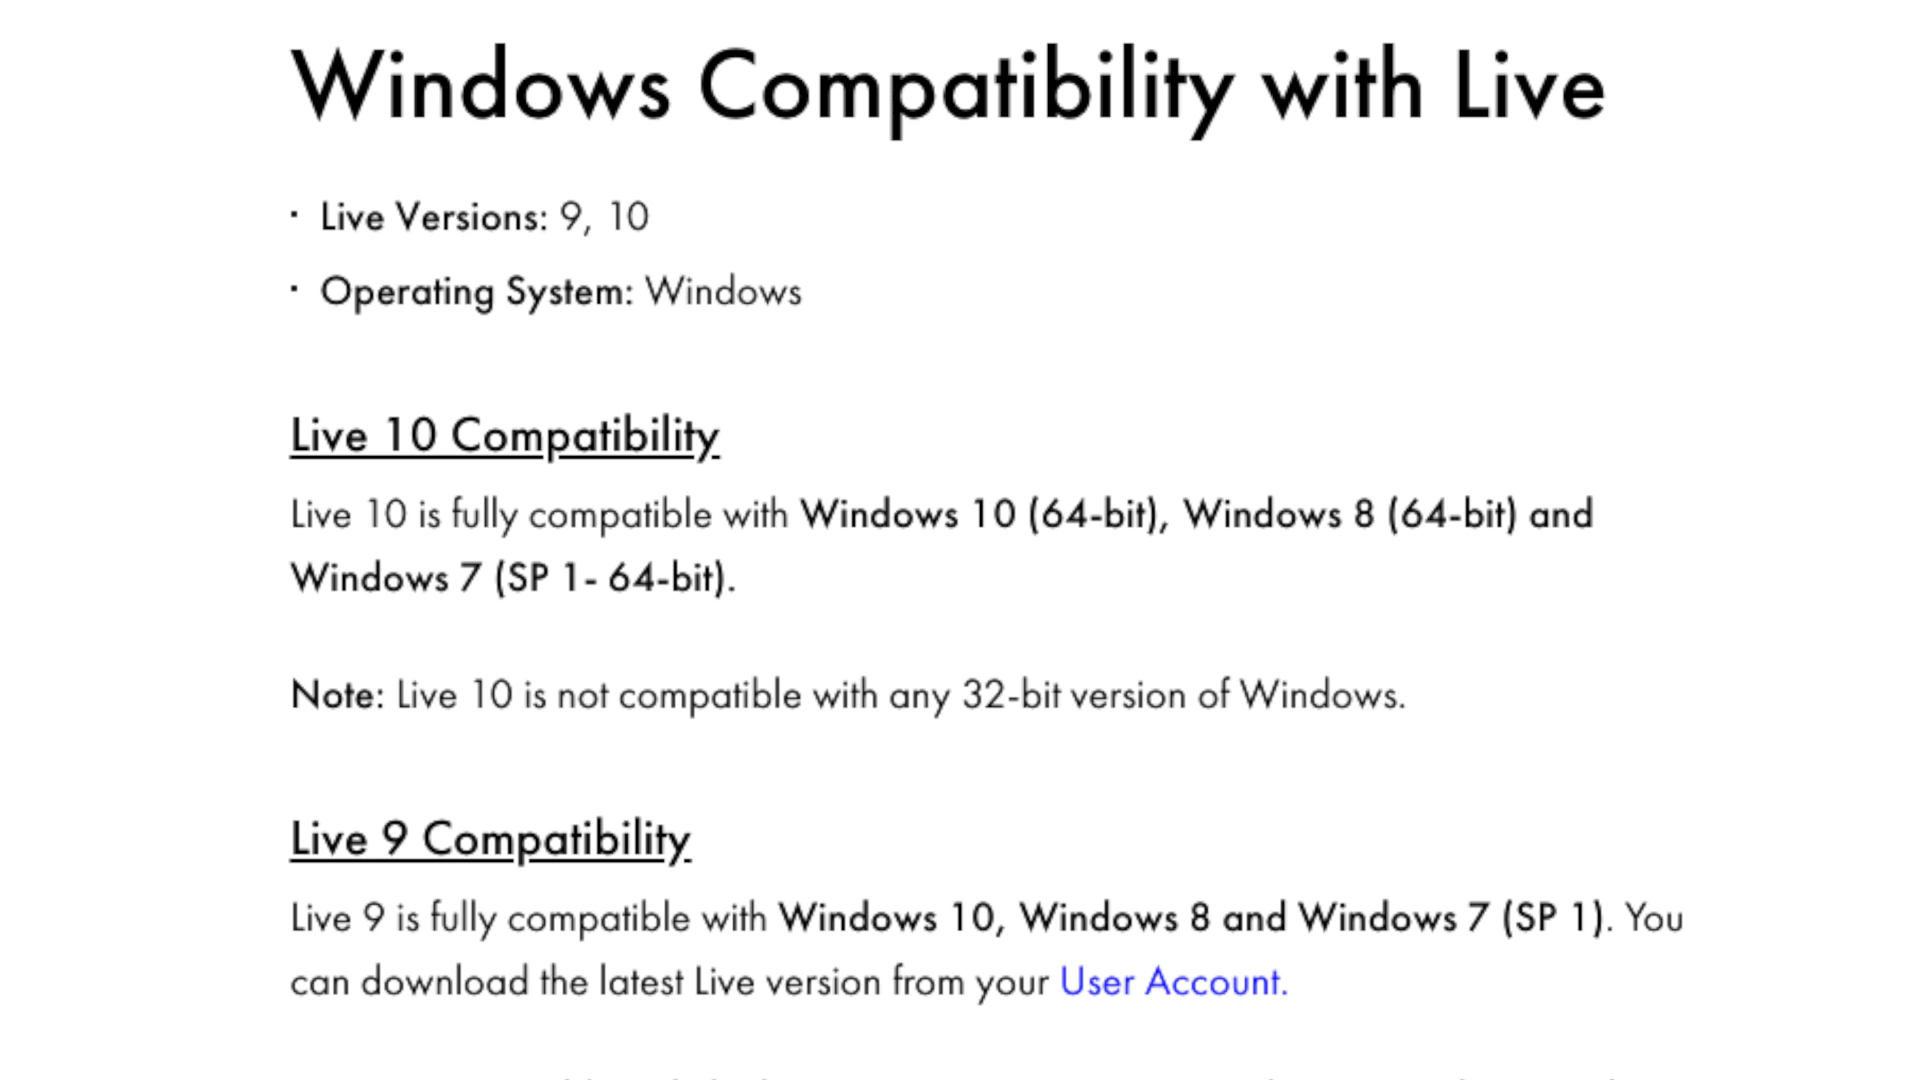 Windows Compatibility with Live
· Live Versions: 9, 10
· Operating System: Windows
Live 10 Compatibility
Live 10 is fully compatible with Windows 10 (64-bit), Windows 8 (64-bit) and
Windows 7 (SP 1- 64-bit).
Note: Live 10 is not compatible with any 32-bit version of Windows.
Live 9 Compatibility
Live 9 is fully compatible with Windows 10, Windows 8 and Windows 7 (SP 1). You
can download the latest Live version from your User Account.